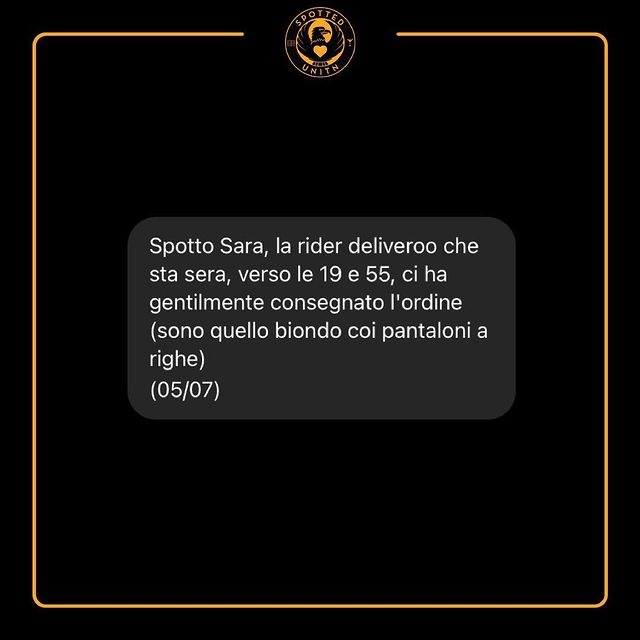 SPOTTED
UNITN
Spotto Sara, la rider deliveroo che
sta sera, verso le 19 e 55, ci ha
gentilmente consegnato l'ordine
(sono quello biondo coi pantaloni a
righe)
(05/07)